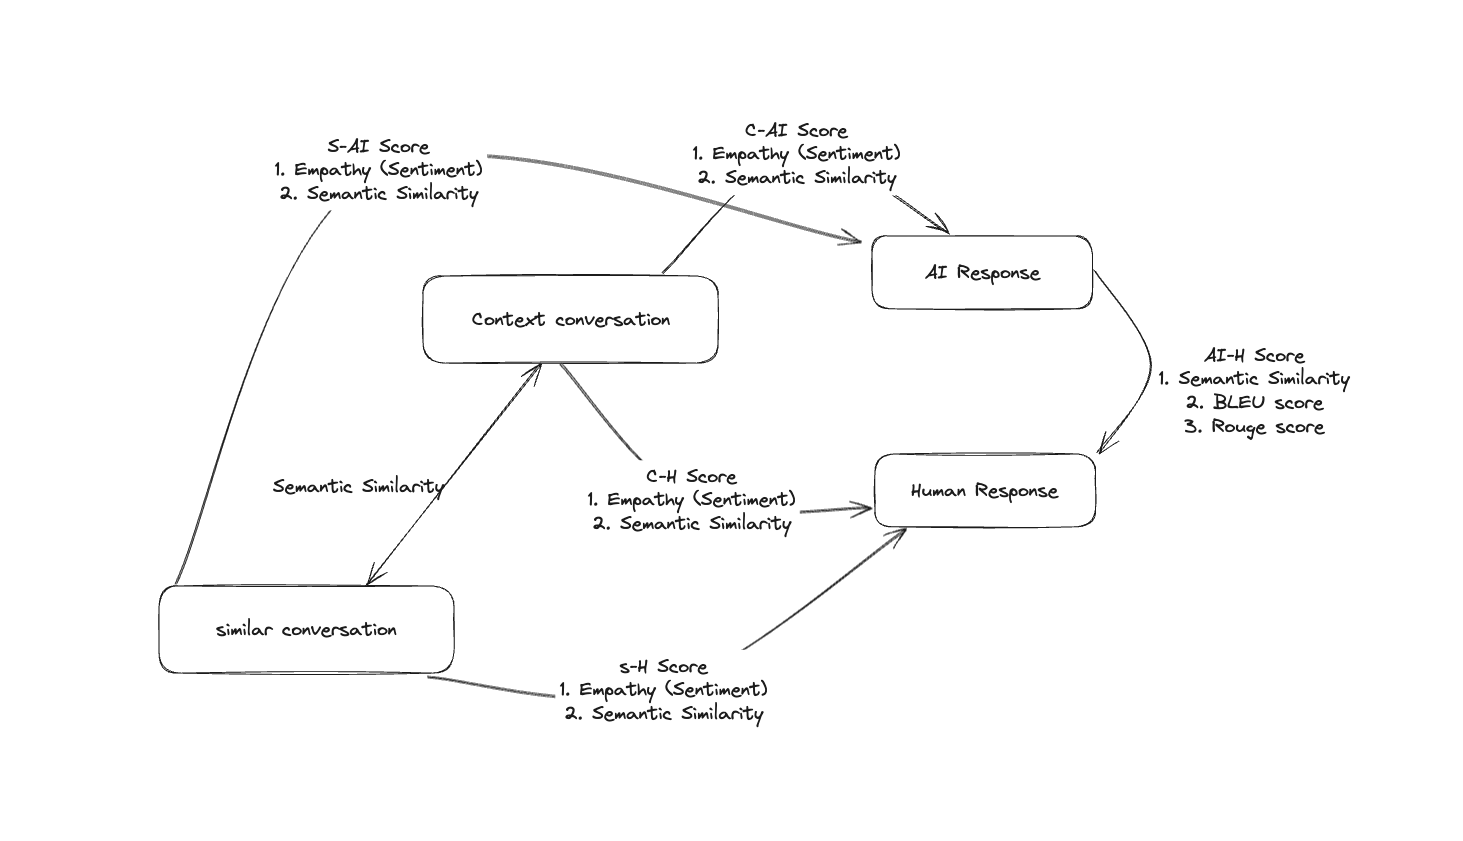 S-AI Score
1. Empathy (Sentiment)
2. Semantic Similarity
C-AI Score
1. Empathy (Sentiment)
2. Semantic Similarity
AI Response
Context conversation
AI-H Score
1. Semantic Similarity
2. BLEU score
3. Rouge score
Semantic Similarity
C-H Score
1. Empathy (Sentiment)
2. Semantic Similarity
Human Response
similar conversation
s-H Score
1. Empathy (Sentiment)
2. Semantic Similarity